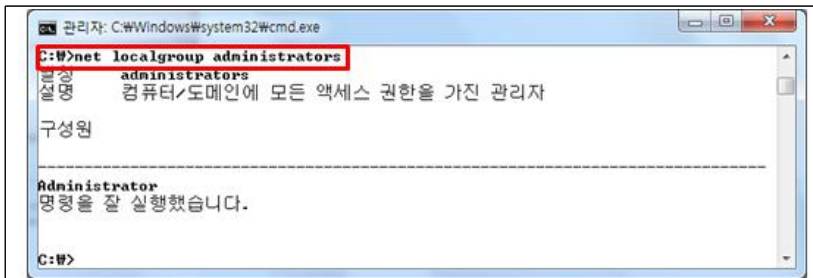 관리자: C:₩Windows₩system32₩cmd.exe
C:₩>net localgroup administrators
별칭 administrators
설명 컴퓨터/도메인에 모든 액세스 권한을 가진 관리자
구성원
-------------------------------------------------------------------------------
Administrator
명령을 잘 실행했습니다.
C:₩>